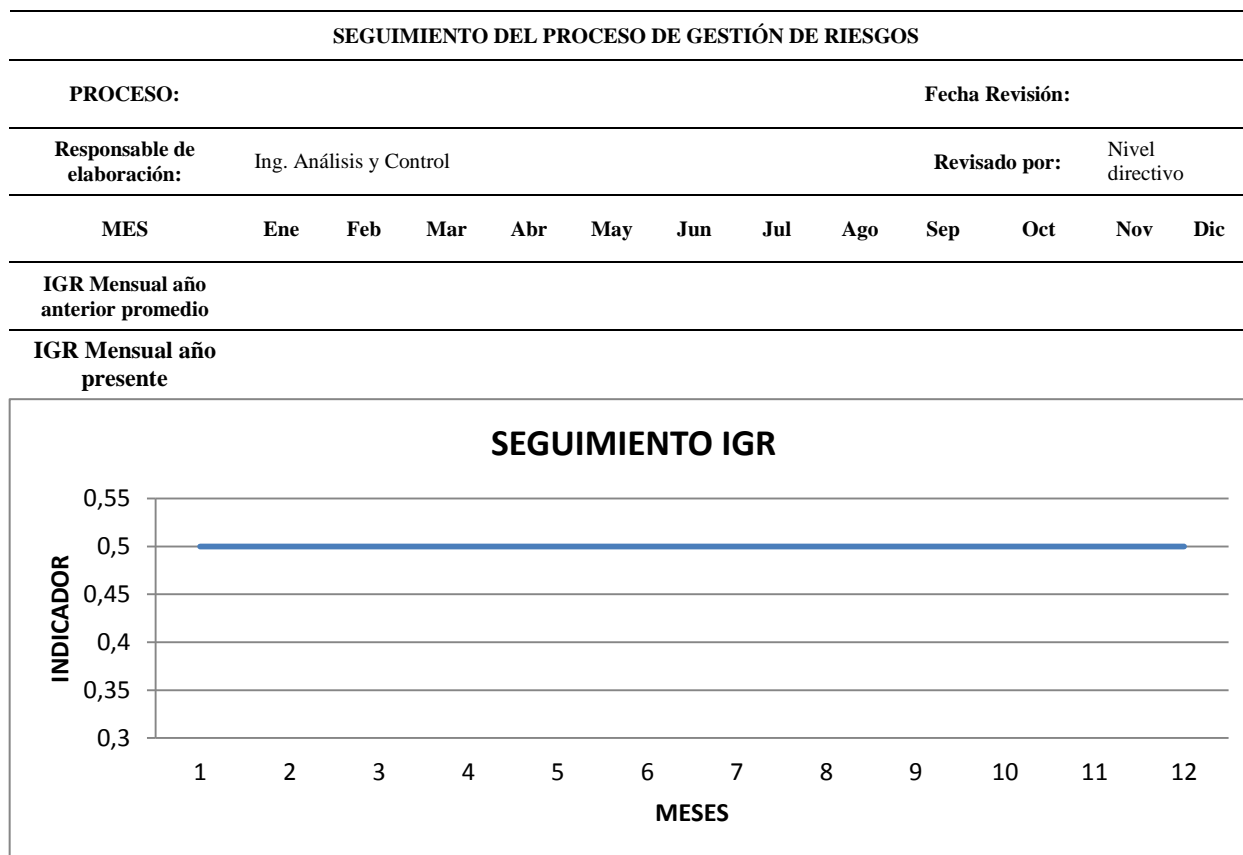 SEGUIMIENTO DEL PROCESO DE GESTIÓN DE RIESGOS
PROCESO: Fecha Revisión:
Responsable de elaboración: Ing. Análisis y Control Revisado por: Nivel directivo
MES Ene Feb Mar Abr May Jun Jul Ago Sep Oct Nov Dic
IGR Mensual año
anterior promedio
IGR Mensual año
presente
SEGUIMIENTO IGR
0,55
0,5
0,45
0,4
0,35
0,3
INDICADOR
1 2 3 4 5 6 7 8 9 10 11 12
MESES